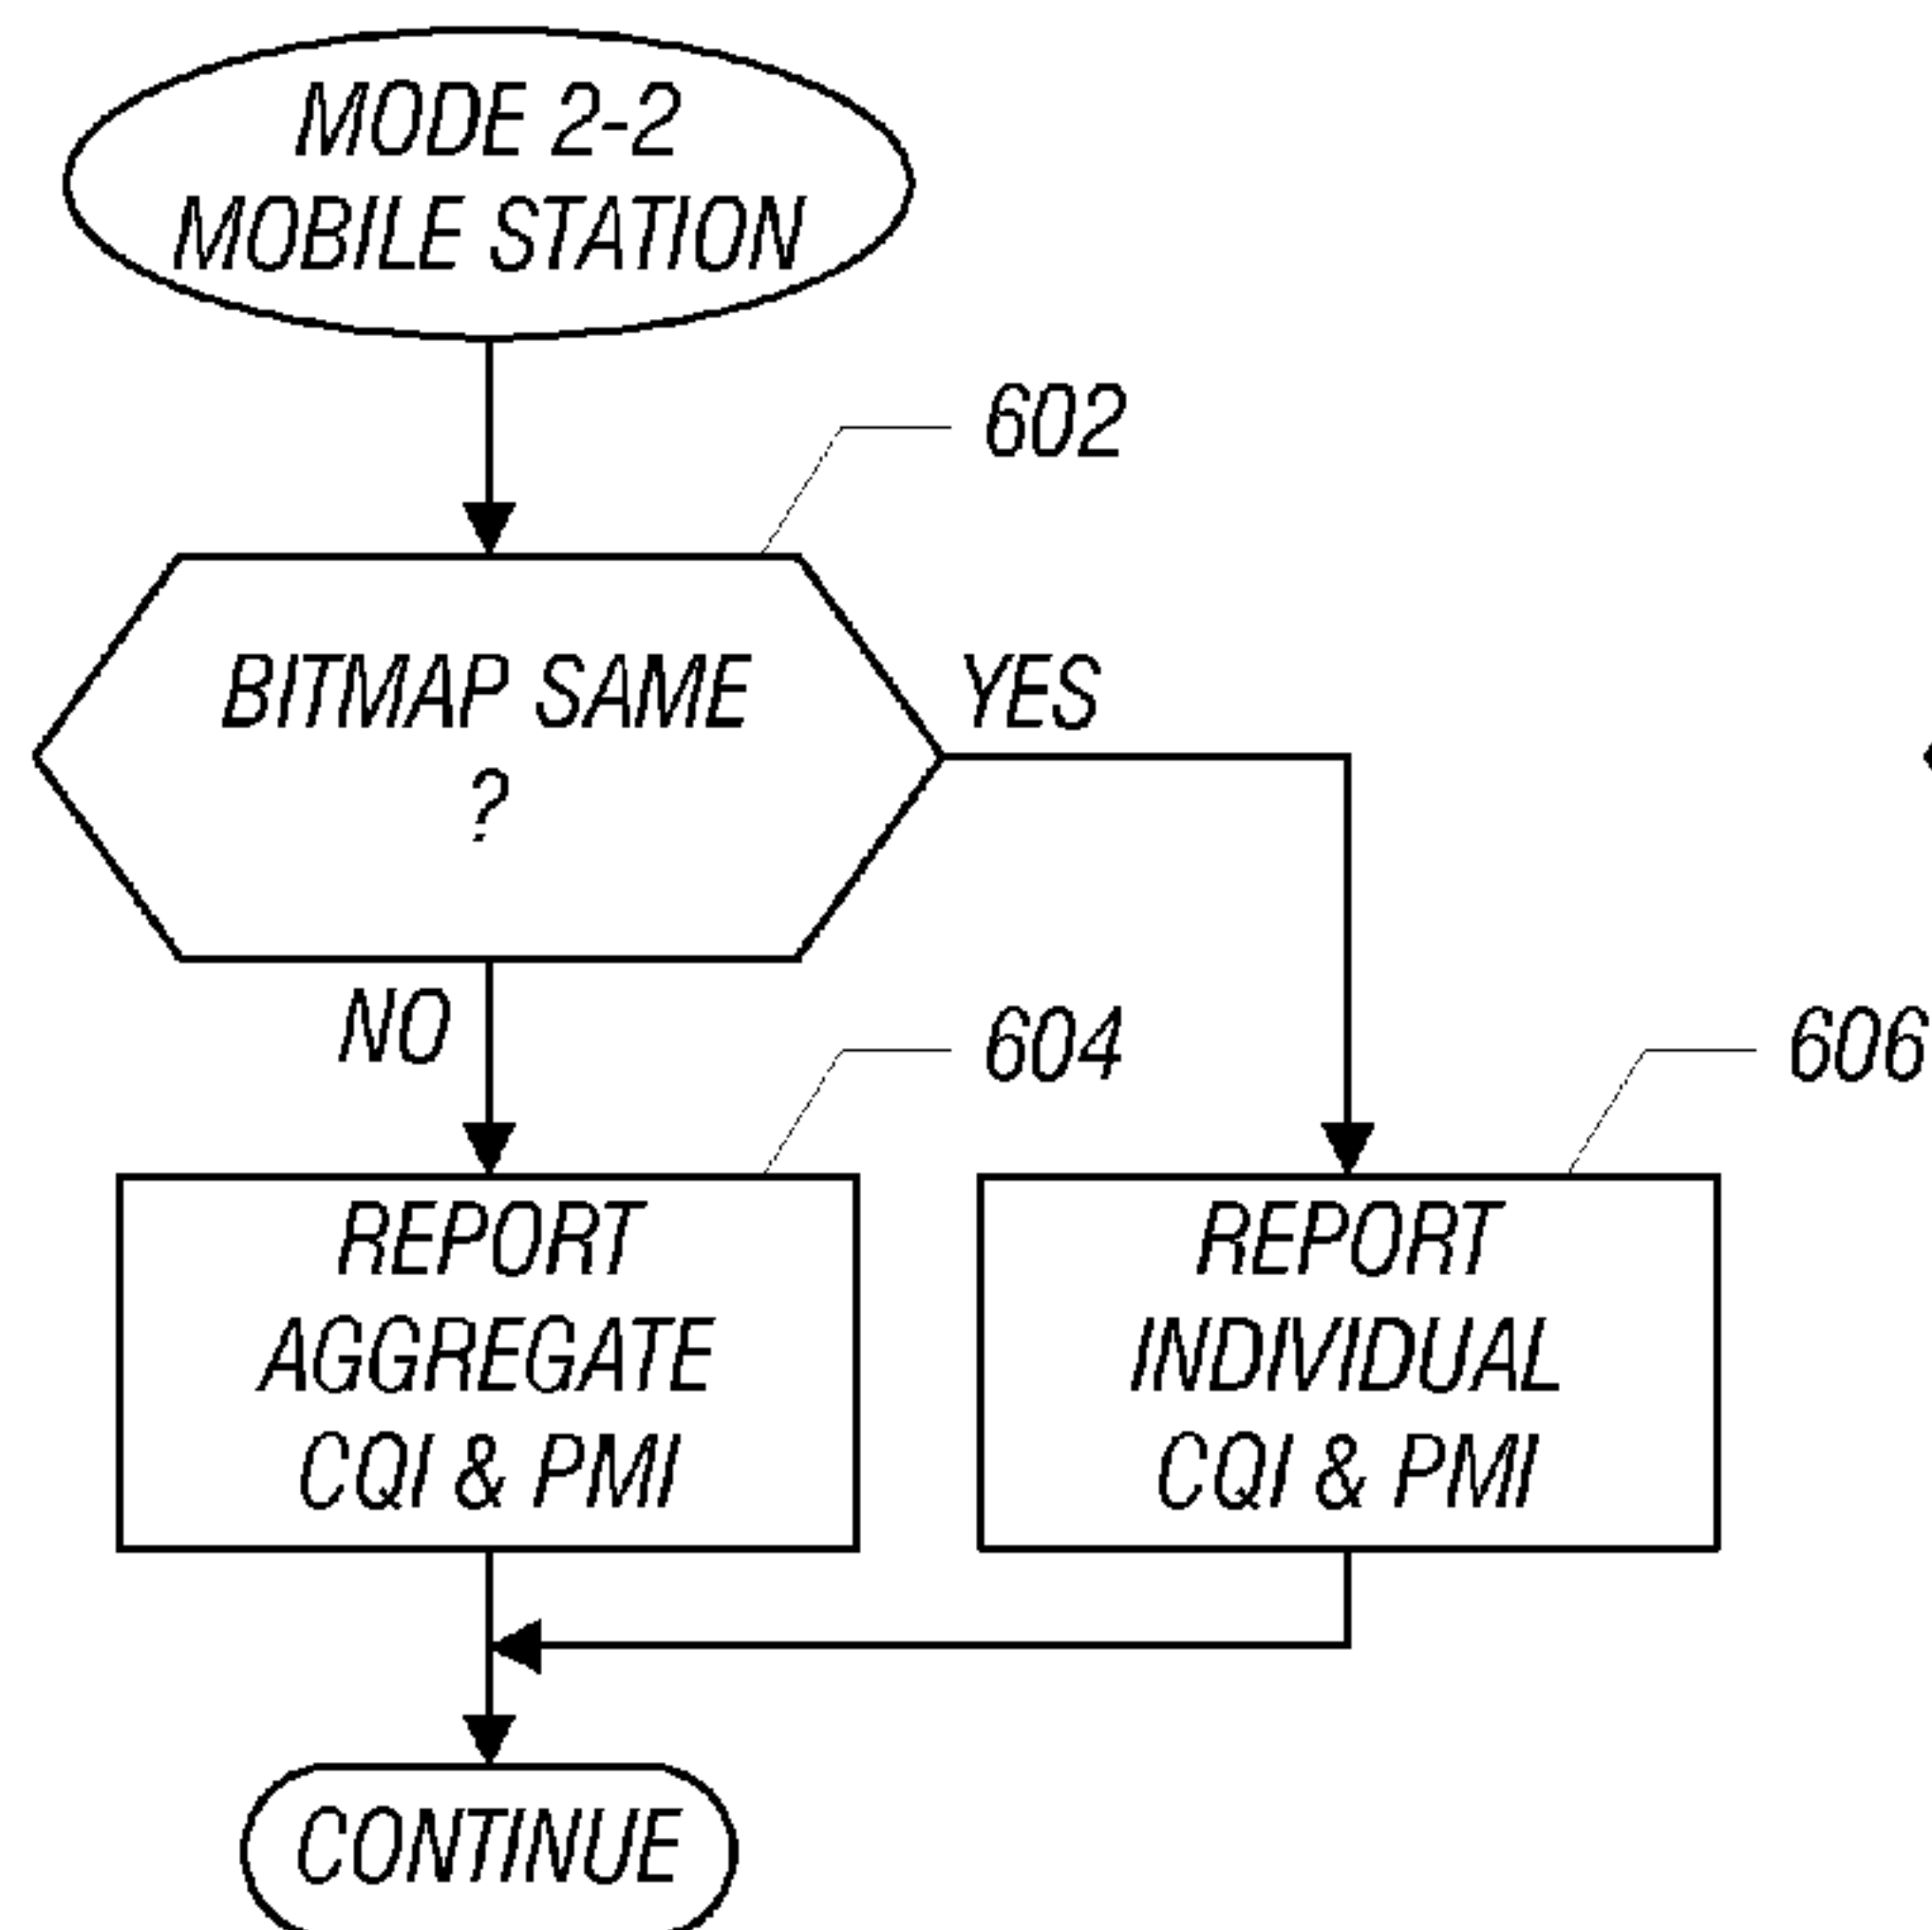 MODE 2-2
MOBILE STATION
602
BITMAP SAME
?
YES
NO
604
606
REPORT
AGGREGATE
CQI & PMI
REPORT
INDIVIDUAL
CQI & PMI
CONTINUE